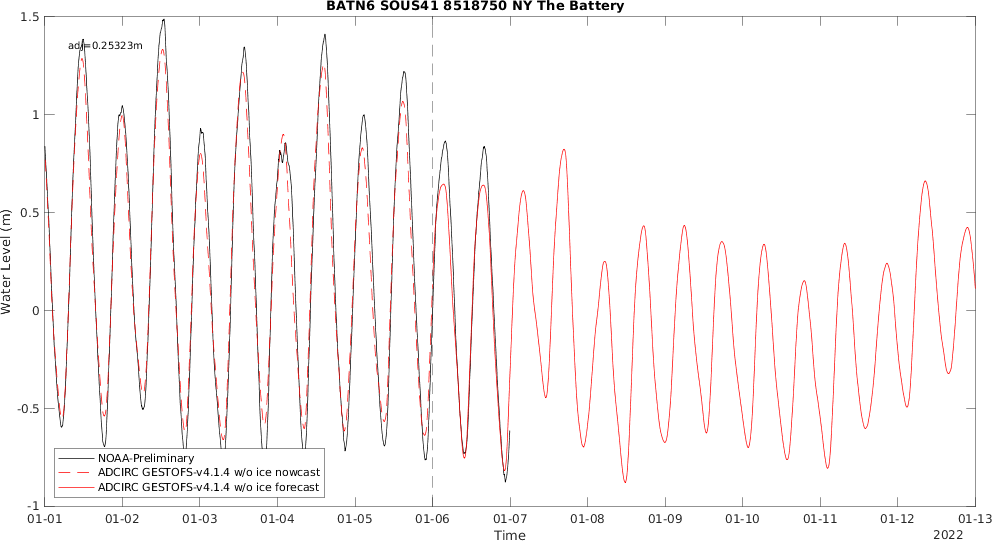 BATN6 SOUS41 8518750 NY The Battery
adj=0.25323m
1.5
1
0.5
0
-0.5
-1
Water Level (m)
NOAA-Preliminary
ADCIRC GESTOFS-v4.1.4 w/o ice nowcast
ADCIRC GESTOFS-v4.1.4 w/o ice forecast
01-01 01-02 01-03 01-04 01-05 01-06 01-07 01-08 01-09 01-10 01-11 01-12 01-13
Time
2022